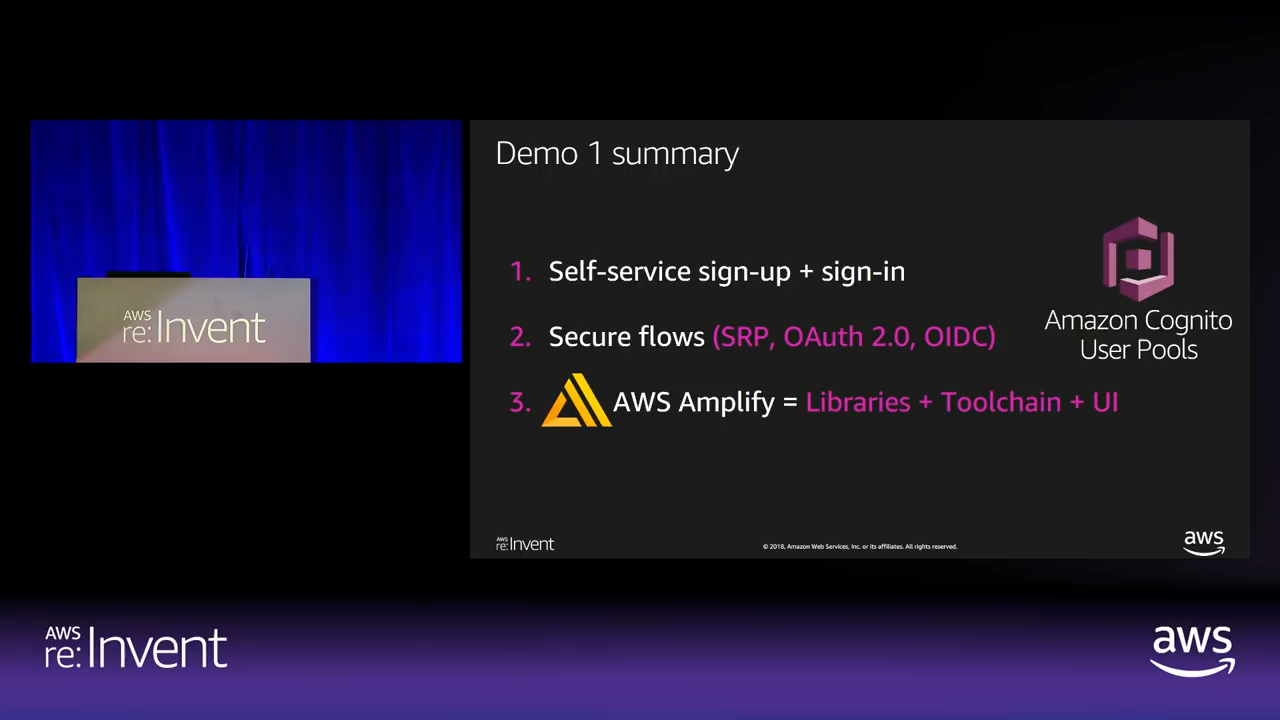 Demo 1 summary
1. Self-service sign-up + sign-in
2. Secure flows (SRP, OAuth 2.0, OIDC)
3. AWS Amplify = Libraries + Toolchain + UI
Amazon Cognito
User Pools
AWS
re:Invent
AWS
re:Invent
© 2018, Amazon Web Services, Inc. or its affiliates. All rights reserved.
aws
AWS
re:Invent
aws